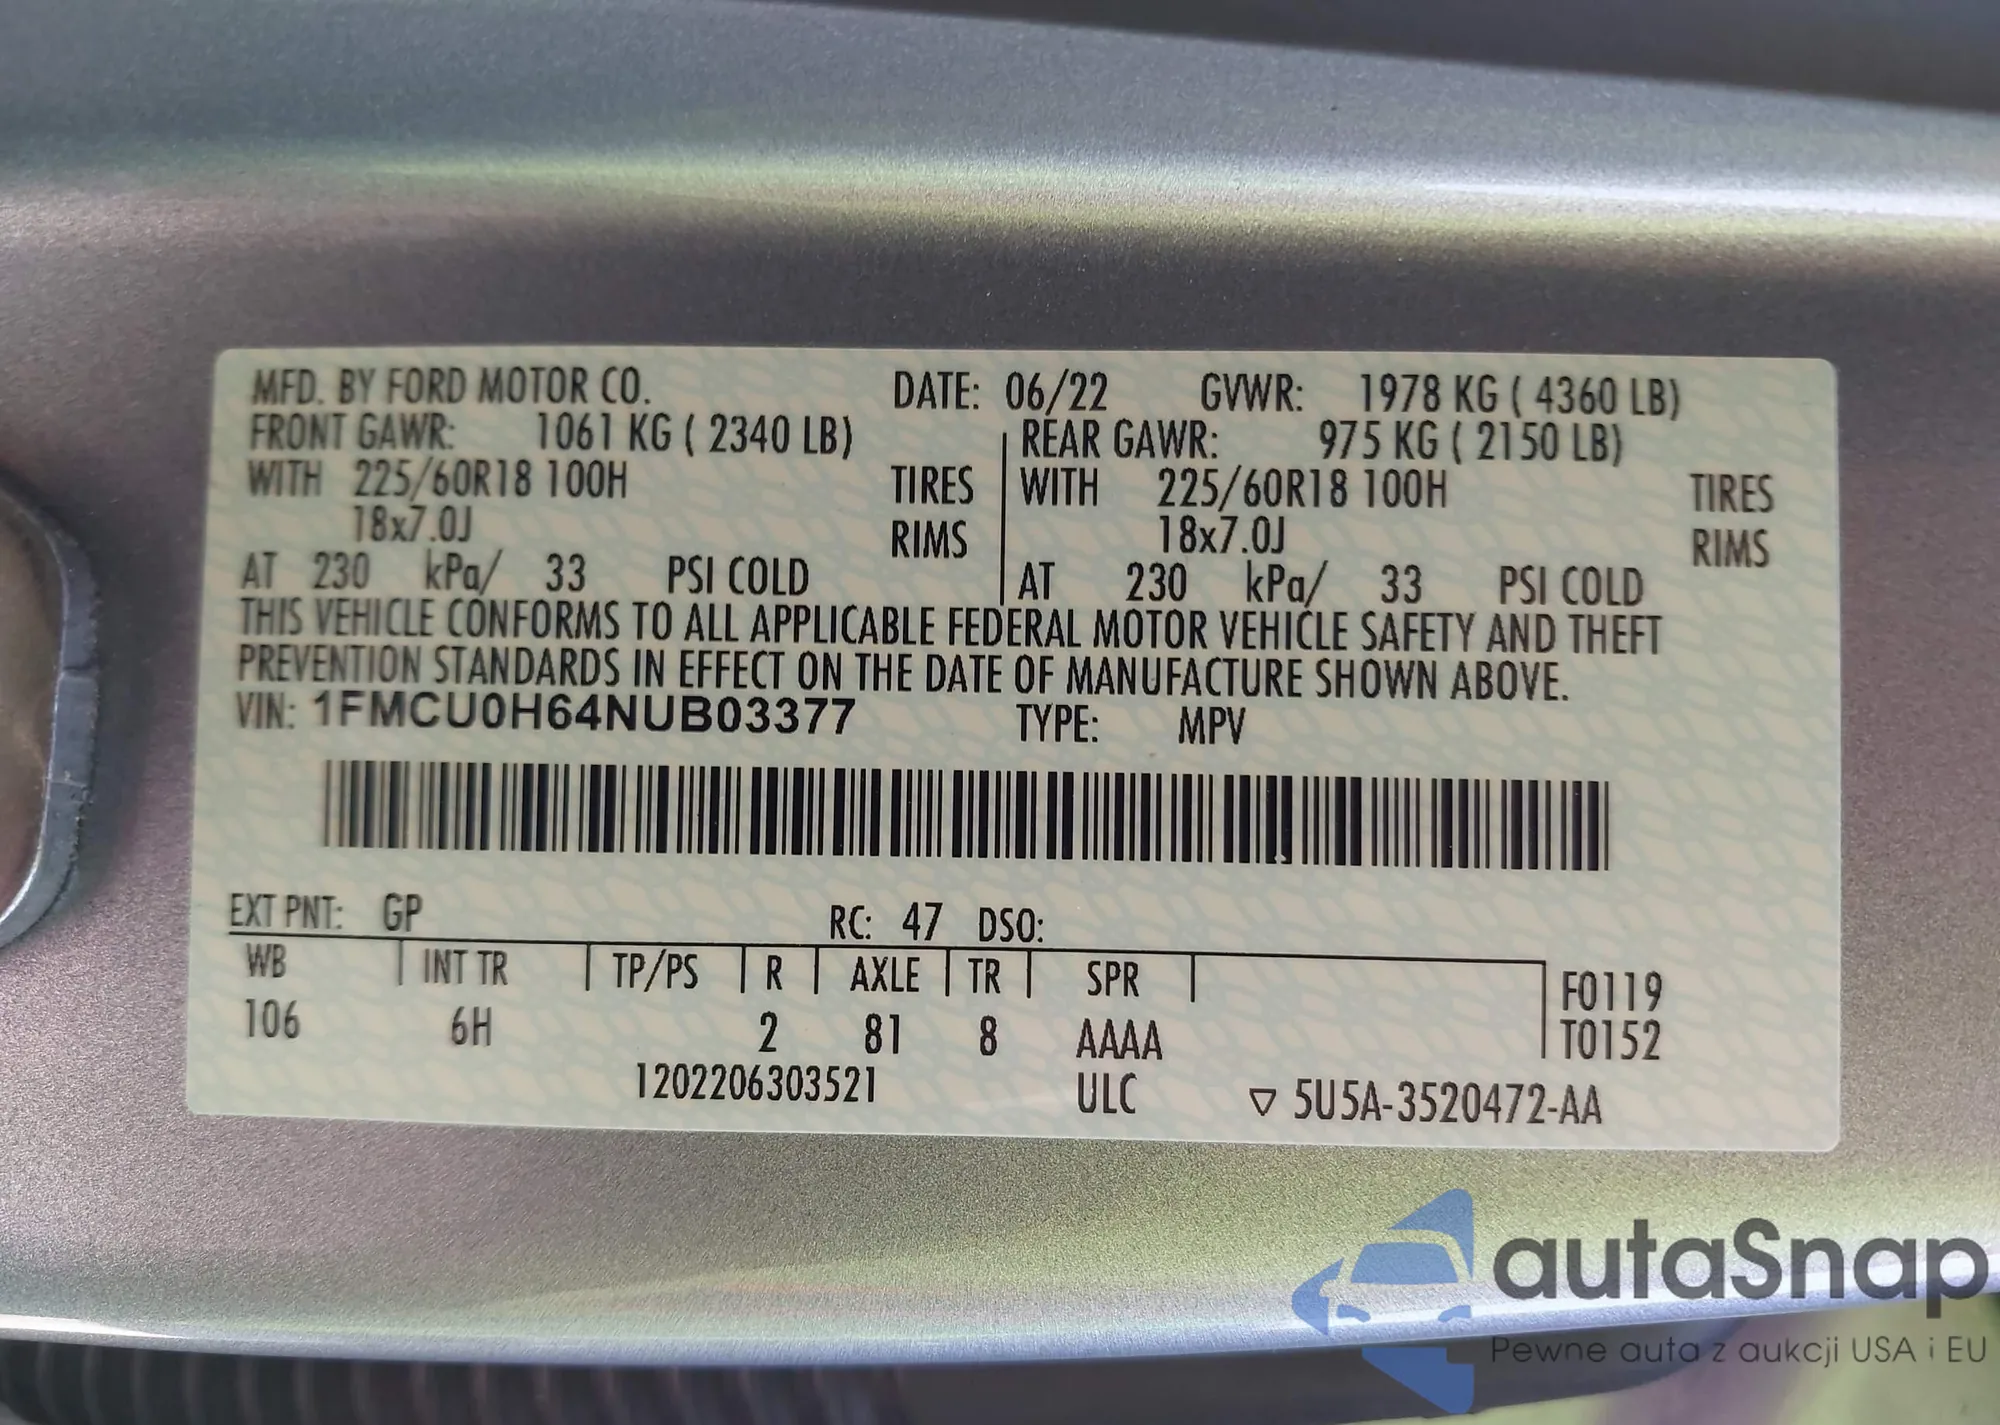 MFD. BY FORD MOTOR CO. DATE: 06/22 GVWR: 1978 KG ( 4360 LB)
FRONT GAWR: 1061 KG ( 2340 LB) REAR GAWR: 975 KG ( 2150 LB)
WITH 225/60R18 100H TIRES WITH 225/60R18 100H TIRES
18x7.0J RIMS 18x7.0J RIMS
AT 230 kPa/ 33 PSI COLD AT 230 kPa/ 33 PSI COLD
THIS VEHICLE CONFORMS TO ALL APPLICABLE FEDERAL MOTOR VEHICLE SAFETY AND THEFT
PREVENTION STANDARDS IN EFFECT ON THE DATE OF MANUFACTURE SHOWN ABOVE.
VIN: 1FMCU0H64NUB03377 TYPE: MPV
EXT PNT: GP RC: 47 DSO:
WB INT TR TP/PS R AXLE TR SPR F0119
106 6H 2 81 8 AAAA T0152
1202206303521 ULC ▽ 5U5A-3520472-AA
autaSnap
Pewne auta z aukcji USA i EU